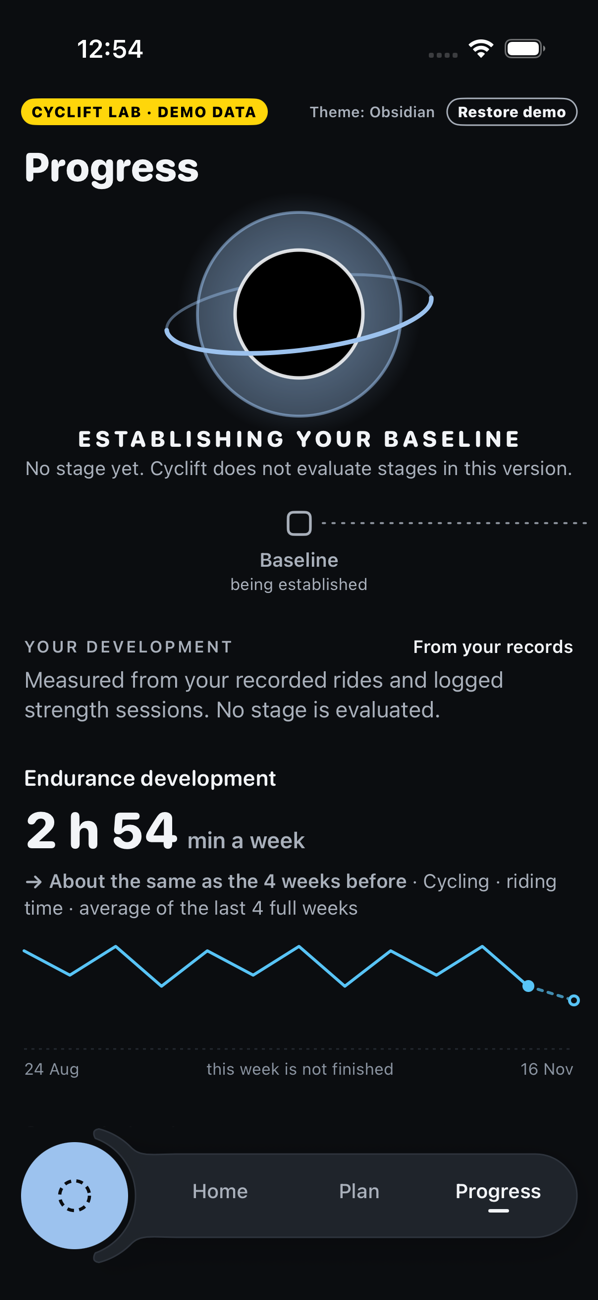 12:54
CYCLIFT LAB · DEMO DATA
Theme: Obsidian
Restore demo
Progress
ESTABLISHING YOUR BASELINE
No stage yet. Cyclift does not evaluate stages in this version.
Baseline
being established
YOUR DEVELOPMENT
From your records
Measured from your recorded rides and logged
strength sessions. No stage is evaluated.
Endurance development
2 h 54 min a week
→ About the same as the 4 weeks before · Cycling · riding
time · average of the last 4 full weeks
24 Aug
this week is not finished
16 Nov
Home
Plan
Progress